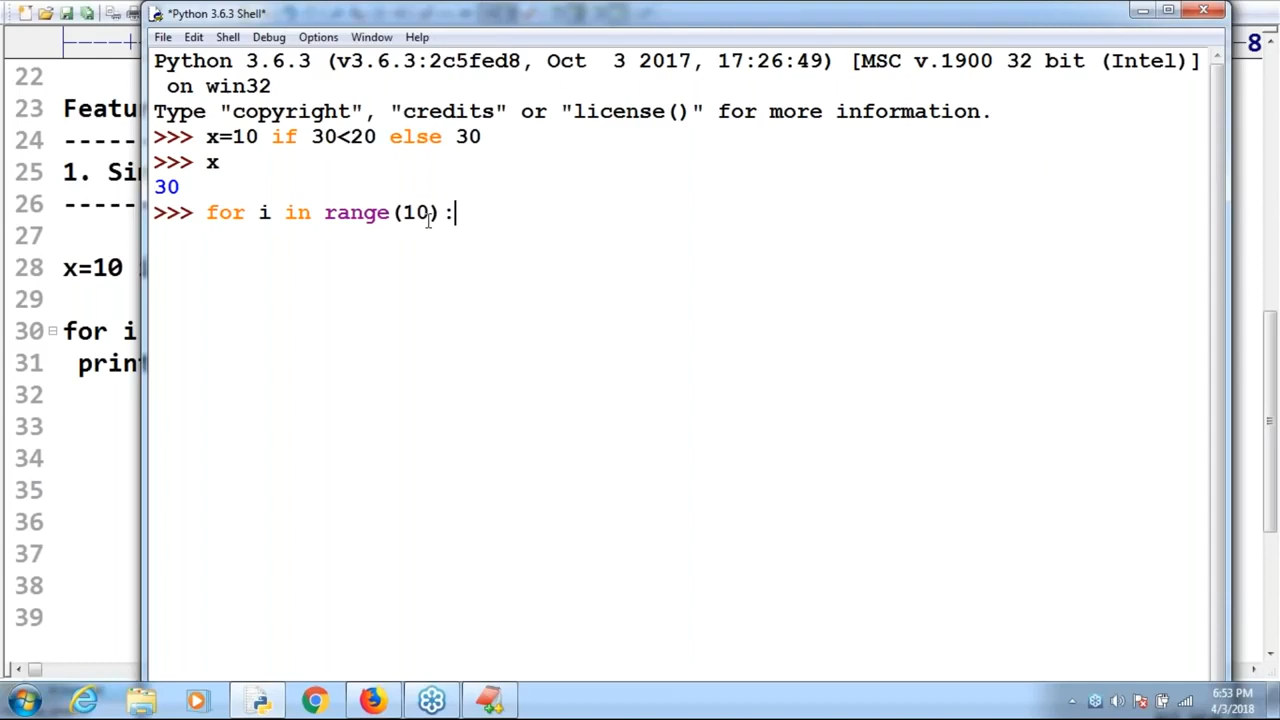 *Python 3.6.3 Shell*
File Edit Shell Debug Options Window Help
Python 3.6.3 (v3.6.3:2c5fed8, Oct  3 2017, 17:26:49) [MSC v.1900 32 bit (Intel)]
on win32
Type "copyright", "credits" or "license()" for more information.
>>> x=10 if 30<20 else 30
>>> x
30
>>> for i in range(10):
8
22
23 Featu
24 -----
25 1. Si
26 -----
27
28 x=10
29
30 for i
31 prin
32
33
34
35
36
37
38
39
6:53 PM
4/3/2018